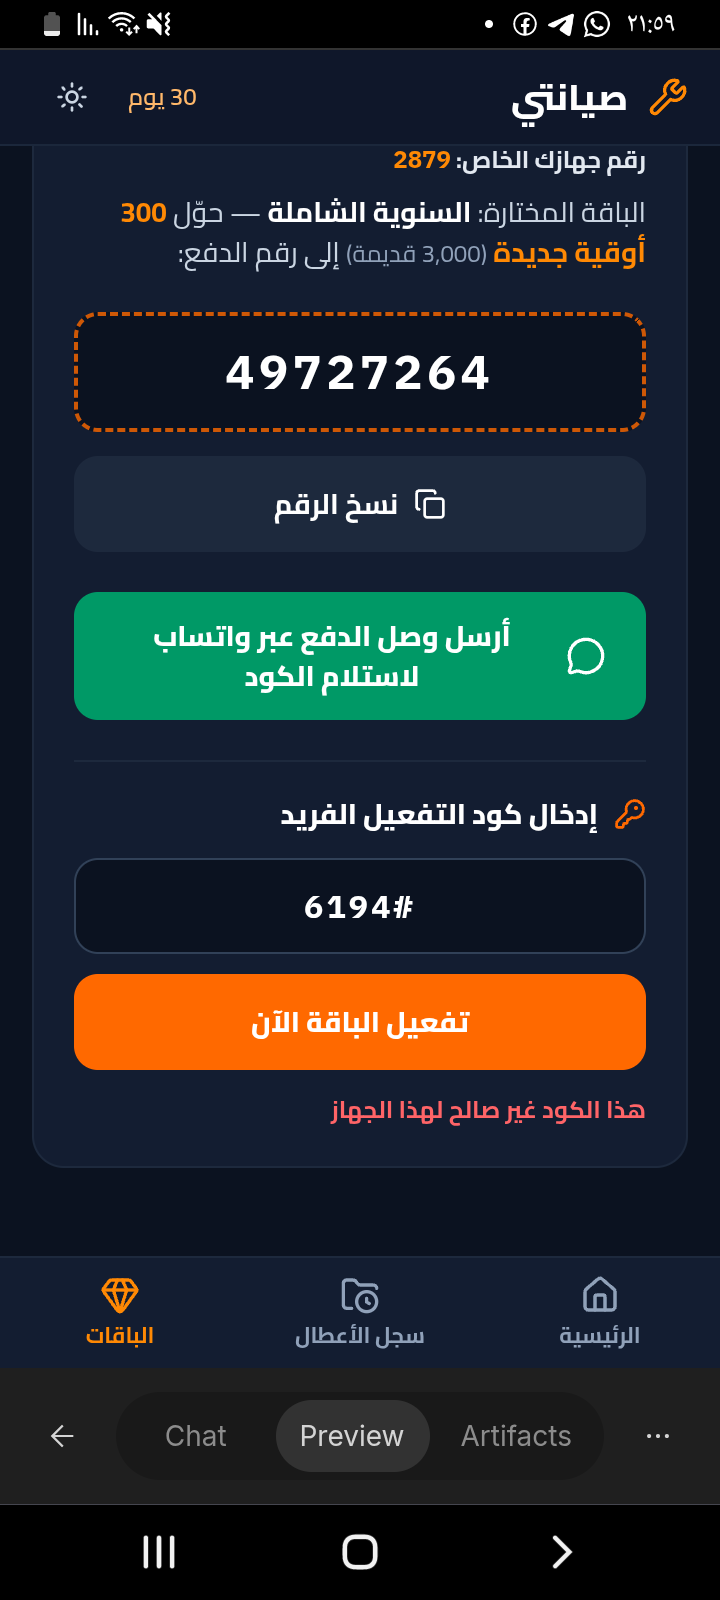 ٢١:٥٩
صيانتي
30 يوم
رقم جهازك الخاص: 2879
الباقة المختارة: السنوية الشاملة — حوّل 300
أوقية جديدة (3,000 قديمة) إلى رقم الدفع:
49727264
نسخ الرقم
أرسل وصل الدفع عبر واتساب
لاستلام الكود
إدخال كود التفعيل الفريد
6194#
تفعيل الباقة الآن
هذا الكود غير صالح لهذا الجهاز
الرئيسية
سجل الأعطال
الباقات
Chat
Preview
Artifacts